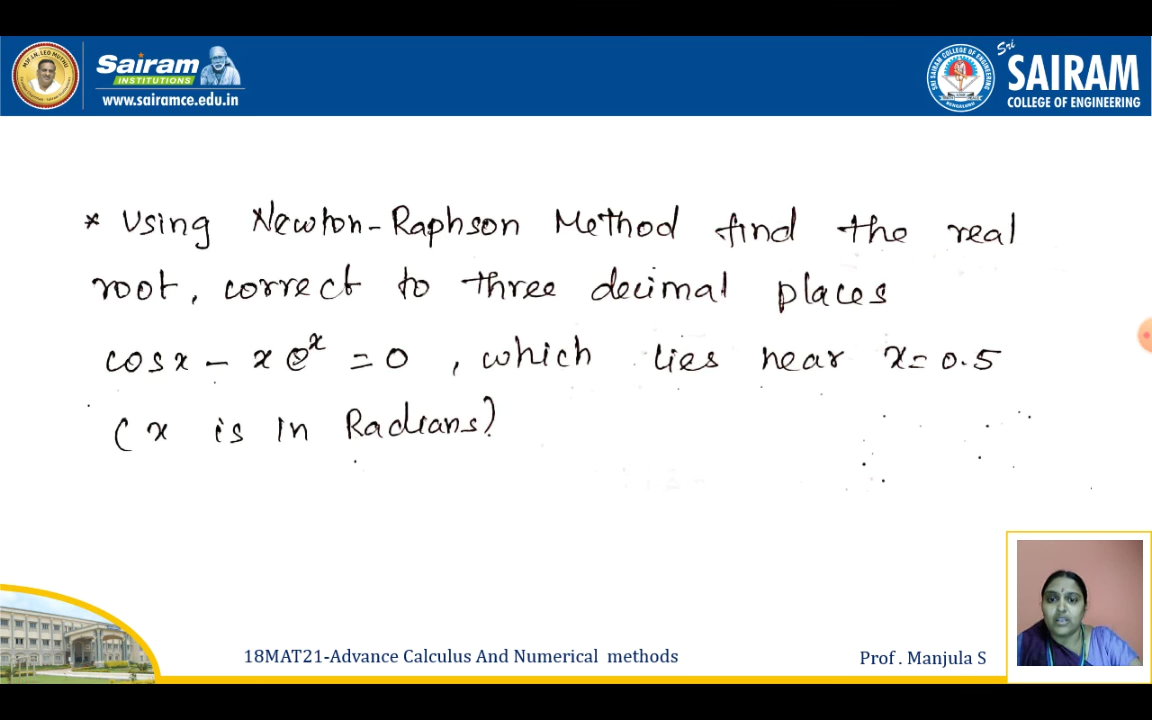 Sairam
INSTITUTIONS
www.sairamce.edu.in
Sri
SAIRAM
COLLEGE OF ENGINEERING
* Using Newton-Raphson Method find the real
root, correct to three decimal places
cosx - x e^x = 0, which lies near x = 0.5
(x is in Radians)
18MAT21-Advance Calculus And Numerical methods
Prof . Manjula S